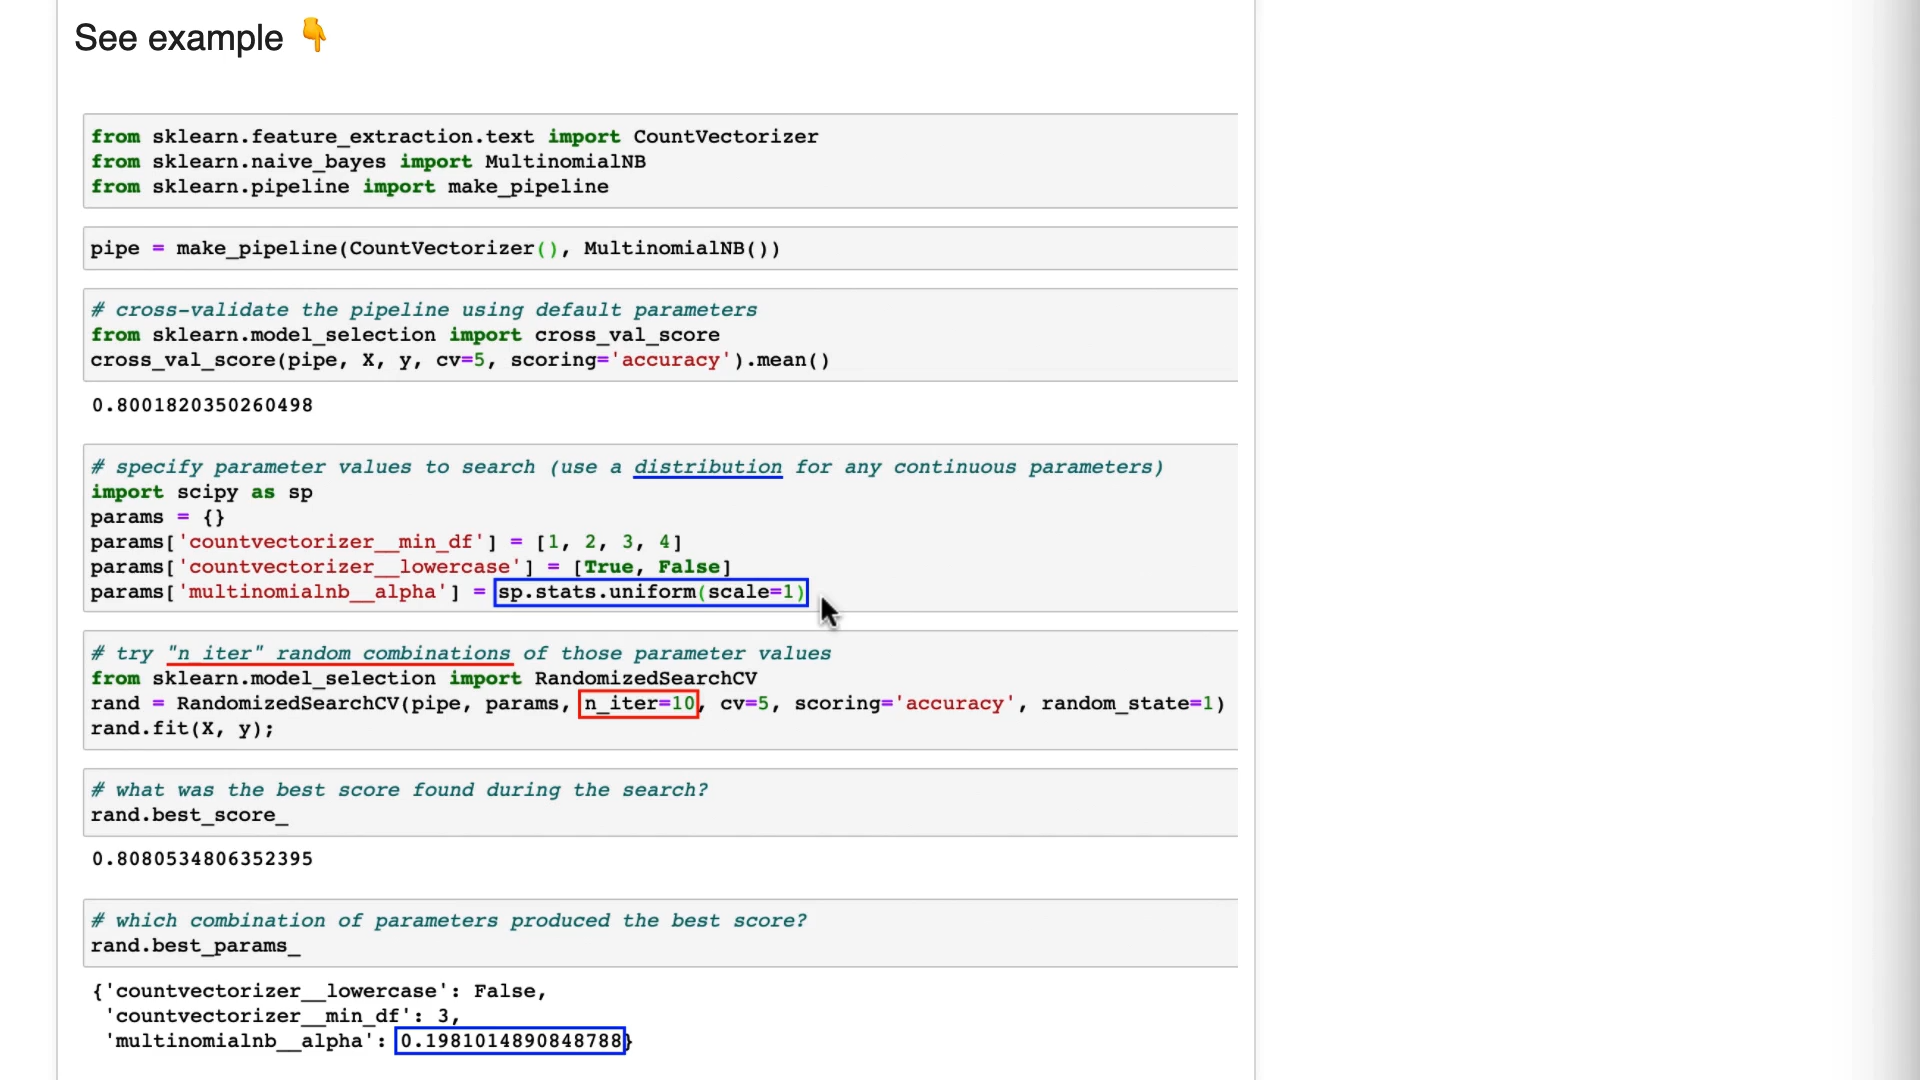 See example 👇
from sklearn.feature_extraction.text import CountVectorizer
from sklearn.naive_bayes import MultinomialNB
from sklearn.pipeline import make_pipeline
pipe = make_pipeline(CountVectorizer(), MultinomialNB())
# cross-validate the pipeline using default parameters
from sklearn.model_selection import cross_val_score
cross_val_score(pipe, X, y, cv=5, scoring='accuracy').mean()
0.8001820350260498
# specify parameter values to search (use a distribution for any continuous parameters)
import scipy as sp
params = {}
params['countvectorizer__min_df'] = [1, 2, 3, 4]
params['countvectorizer__lowercase'] = [True, False]
params['multinomialnb__alpha'] = sp.stats.uniform(scale=1)
# try "n_iter" random combinations of those parameter values
from sklearn.model_selection import RandomizedSearchCV
rand = RandomizedSearchCV(pipe, params, n_iter=10, cv=5, scoring='accuracy', random_state=1)
rand.fit(X, y);
# what was the best score found during the search?
rand.best_score_
0.8080534806352395
# which combination of parameters produced the best score?
rand.best_params_
{'countvectorizer__lowercase': False,
 'countvectorizer__min_df': 3,
 'multinomialnb__alpha': 0.1981014890848788}